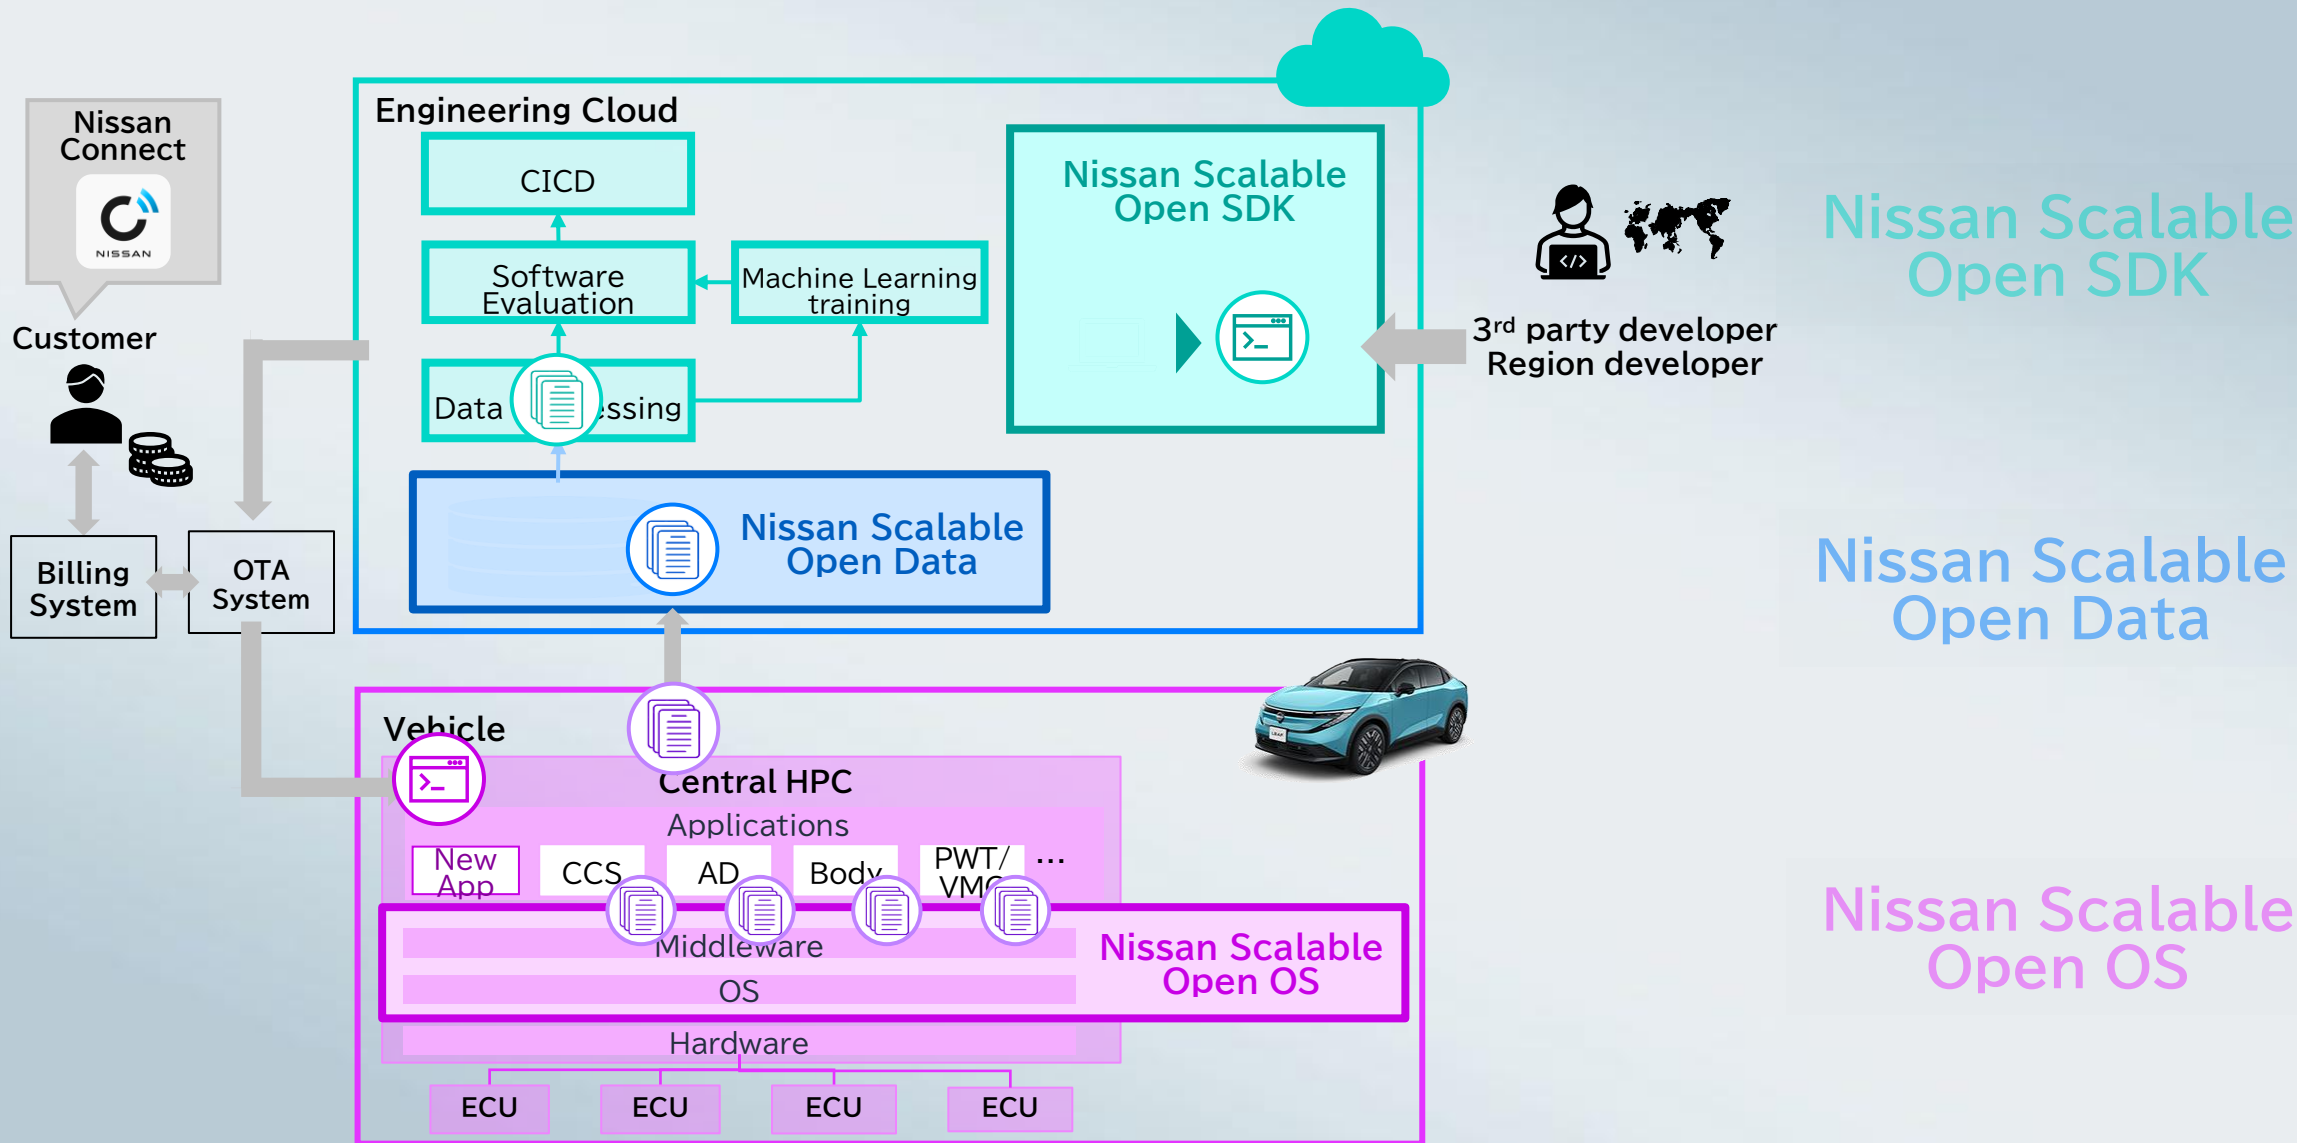 Engineering Cloud
Nissan
Connect
NISSAN
Customer
Billing
System
OTA
System
CICD
Software
Evaluation
Machine Learning
training
Data essing
Nissan Scalable
Open SDK
3rd party developer
Region developer
Nissan Scalable
Open Data
Vehicle
Central HPC
Applications
New
App
CCS
AD
Body
PWT/
VMC
...
Middleware
OS
Nissan Scalable
Open OS
Hardware
ECU
ECU
ECU
ECU
Nissan Scalable
Open SDK
Nissan Scalable
Open Data
Nissan Scalable
Open OS